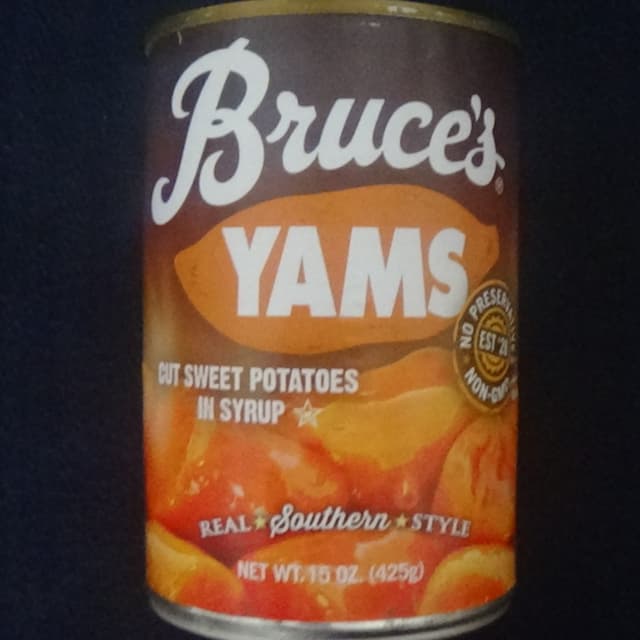 Bruce's®
YAMS
NO PRESERVATIVES
EST '28
NON-GMO
CUT SWEET POTATOES
IN SYRUP
REAL Southern STYLE
NET WT. 15 OZ. (425g)